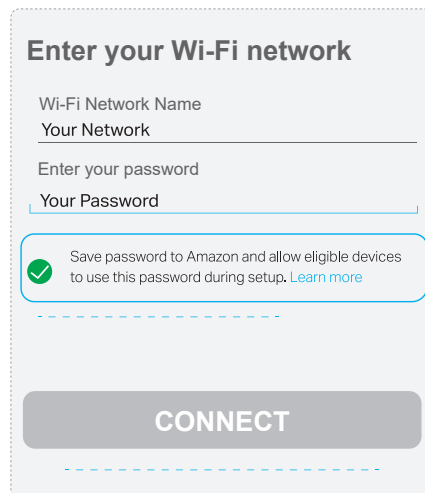 Enter your Wi-Fi network
Wi-Fi Network Name
Your Network
Enter your password
Your Password
Save password to Amazon and allow eligible devices
to use this password during setup. Learn more
CONNECT